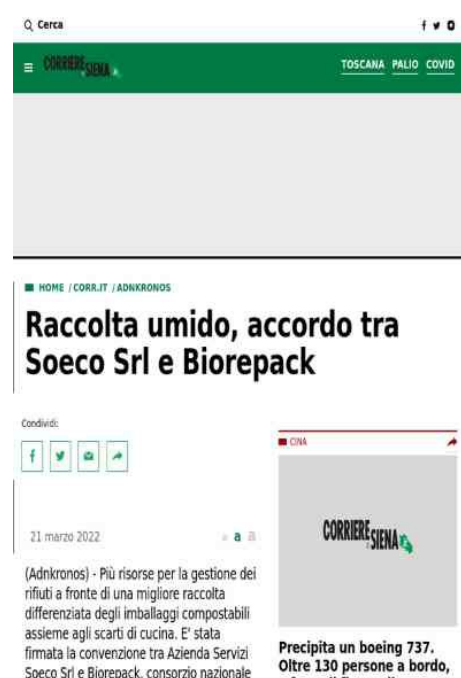 Cerca
CORRIERE SIENA
TOSCANA PALIO COVID
HOME / CORR.IT / ADNKRONOS
Raccolta umido, accordo tra
Soeco Srl e Biorepack
Condividi:
21 marzo 2022
a a a
(Adnkronos) - Più risorse per la gestione dei
rifiuti a fronte di una migliore raccolta
differenziata degli imballaggi compostabili
assieme agli scarti di cucina. E' stata
firmata la convenzione tra Azienda Servizi
Soeco Srl e Biorepack, consorzio nazionale
CINA
CORRIERE SIENA
Precipita un boeing 737.
Oltre 130 persone a bordo,